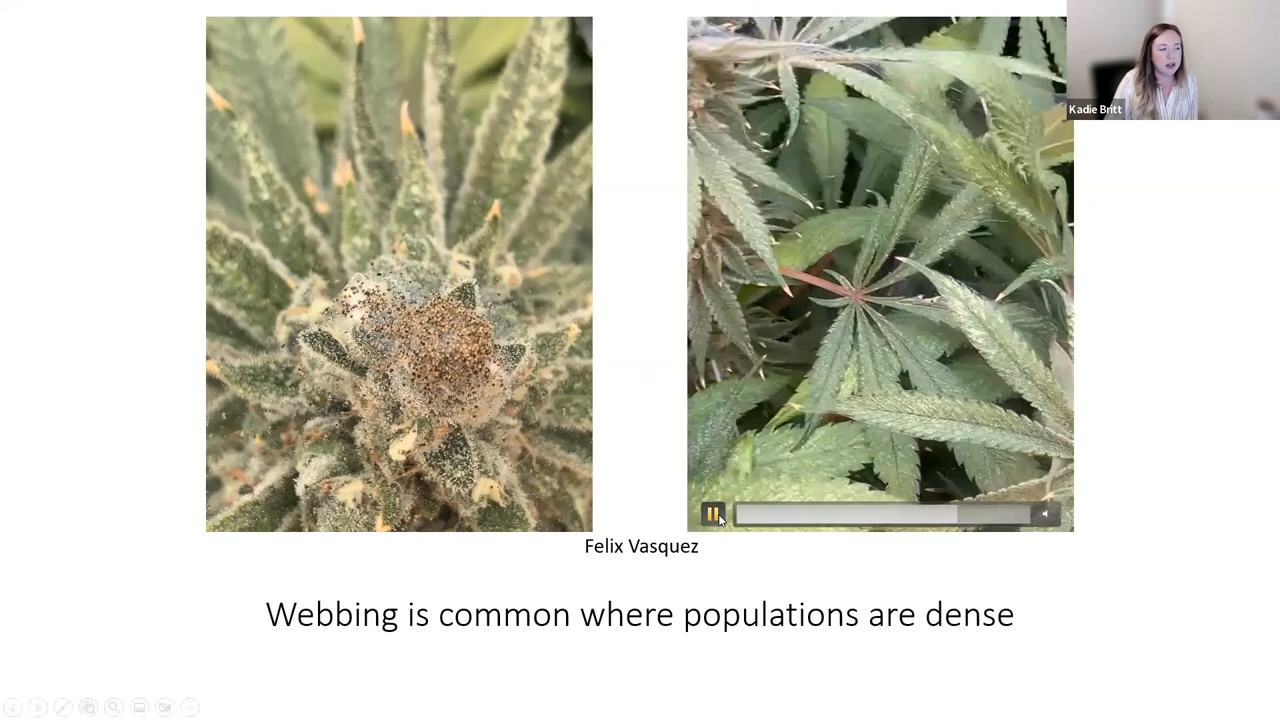 Kadie Britt
Felix Vasquez
Webbing is common where populations are dense